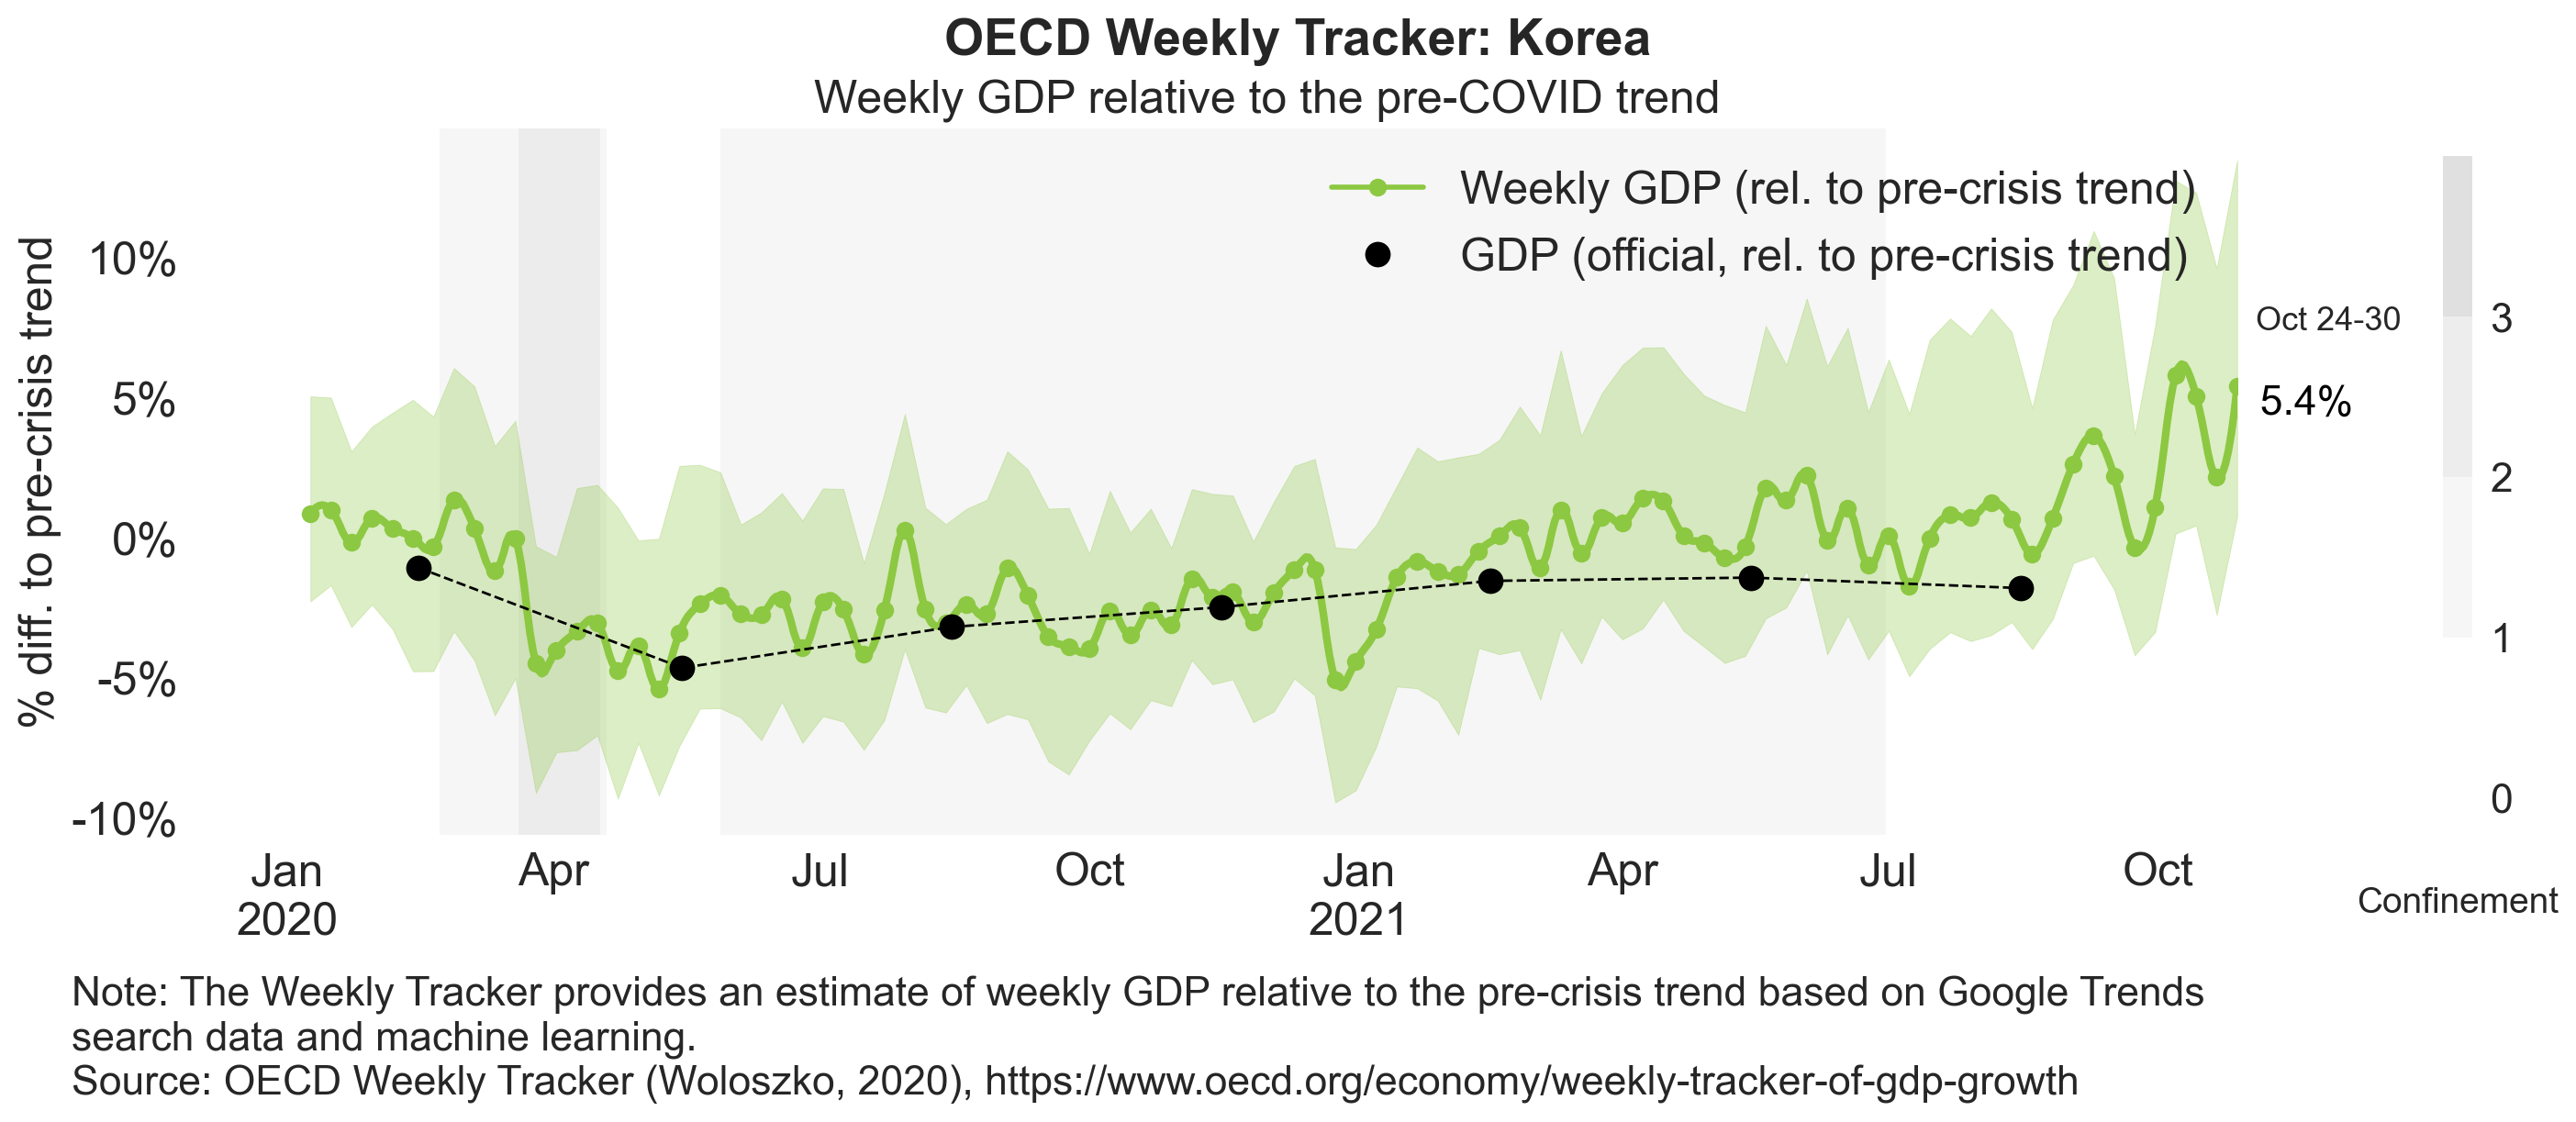 OECD Weekly Tracker: Korea
Weekly GDP relative to the pre-COVID trend
Weekly GDP (rel. to pre-crisis trend)
GDP (official, rel. to pre-crisis trend)
% diff. to pre-crisis trend
10%
5%
0%
-5%
-10%
Oct 24-30
5.4%
3
2
1
0
Confinement
Jan
2020
Apr
Jul
Oct
Jan
2021
Apr
Jul
Oct
Note: The Weekly Tracker provides an estimate of weekly GDP relative to the pre-crisis trend based on Google Trends
search data and machine learning.
Source: OECD Weekly Tracker (Woloszko, 2020), https://www.oecd.org/economy/weekly-tracker-of-gdp-growth